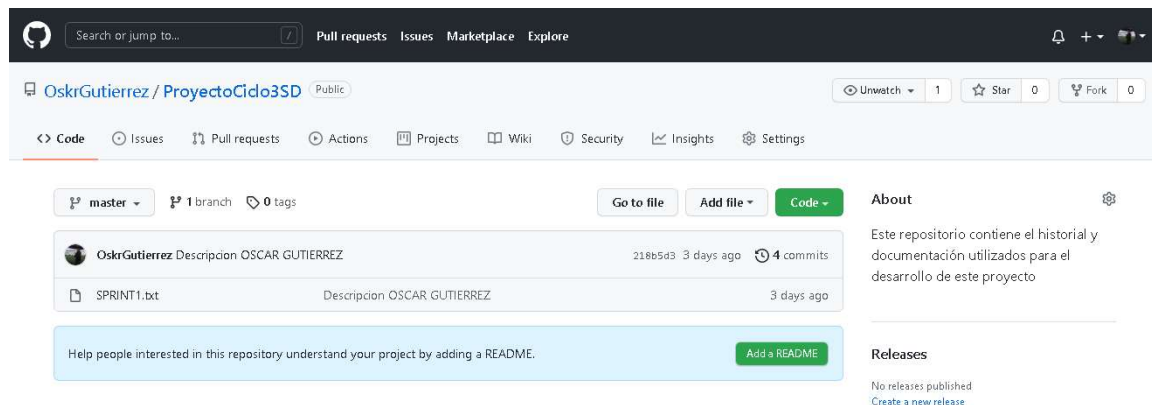 Search or jump to... /
Pull requests Issues Marketplace Explore
OskrGutierrez / ProyectoCiclo3SD Public
Unwatch 1 Star 0 Fork 0
Code Issues Pull requests Actions Projects Wiki Security Insights Settings
master 1 branch 0 tags Go to file Add file Code
OskrGutierrez Descripcion OSCAR GUTIERREZ 218b5d3 3 days ago 4 commits
SPRINT1.txt Descripcion OSCAR GUTIERREZ 3 days ago
Help people interested in this repository understand your project by adding a README. Add a README
About
Este repositorio contiene el historial y
documentación utilizados para el
desarrollo de este proyecto
Releases
No releases published
Create a new release